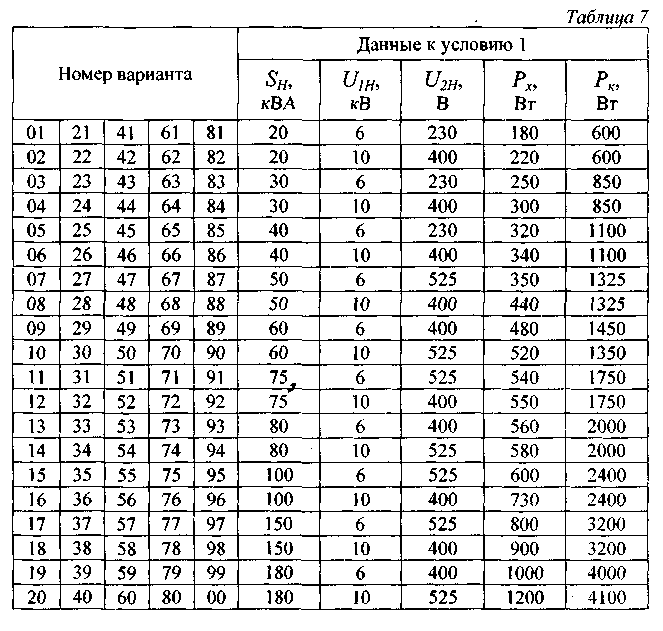 Таблица 7
Номер варианта
Данные к условию 1
S_H, кВА
U_1H, кВ
U_2H, В
P_x, Вт
P_к, Вт
01 21 41 61 81 20 6 230 180 600
02 22 42 62 82 20 10 400 220 600
03 23 43 63 83 30 6 230 250 850
04 24 44 64 84 30 10 400 300 850
05 25 45 65 85 40 6 230 320 1100
06 26 46 66 86 40 10 400 340 1100
07 27 47 67 87 50 6 525 350 1325
08 28 48 68 88 50 10 400 440 1325
09 29 49 69 89 60 6 400 480 1450
10 30 50 70 90 60 10 525 520 1350
11 31 51 71 91 75 6 525 540 1750
12 32 52 72 92 75 10 400 550 1750
13 33 53 73 93 80 6 400 560 2000
14 34 54 74 94 80 10 525 580 2000
15 35 55 75 95 100 6 525 600 2400
16 36 56 76 96 100 10 400 730 2400
17 37 57 77 97 150 6 525 800 3200
18 38 58 78 98 150 10 400 900 3200
19 39 59 79 99 180 6 400 1000 4000
20 40 60 80 00 180 10 525 1200 4100